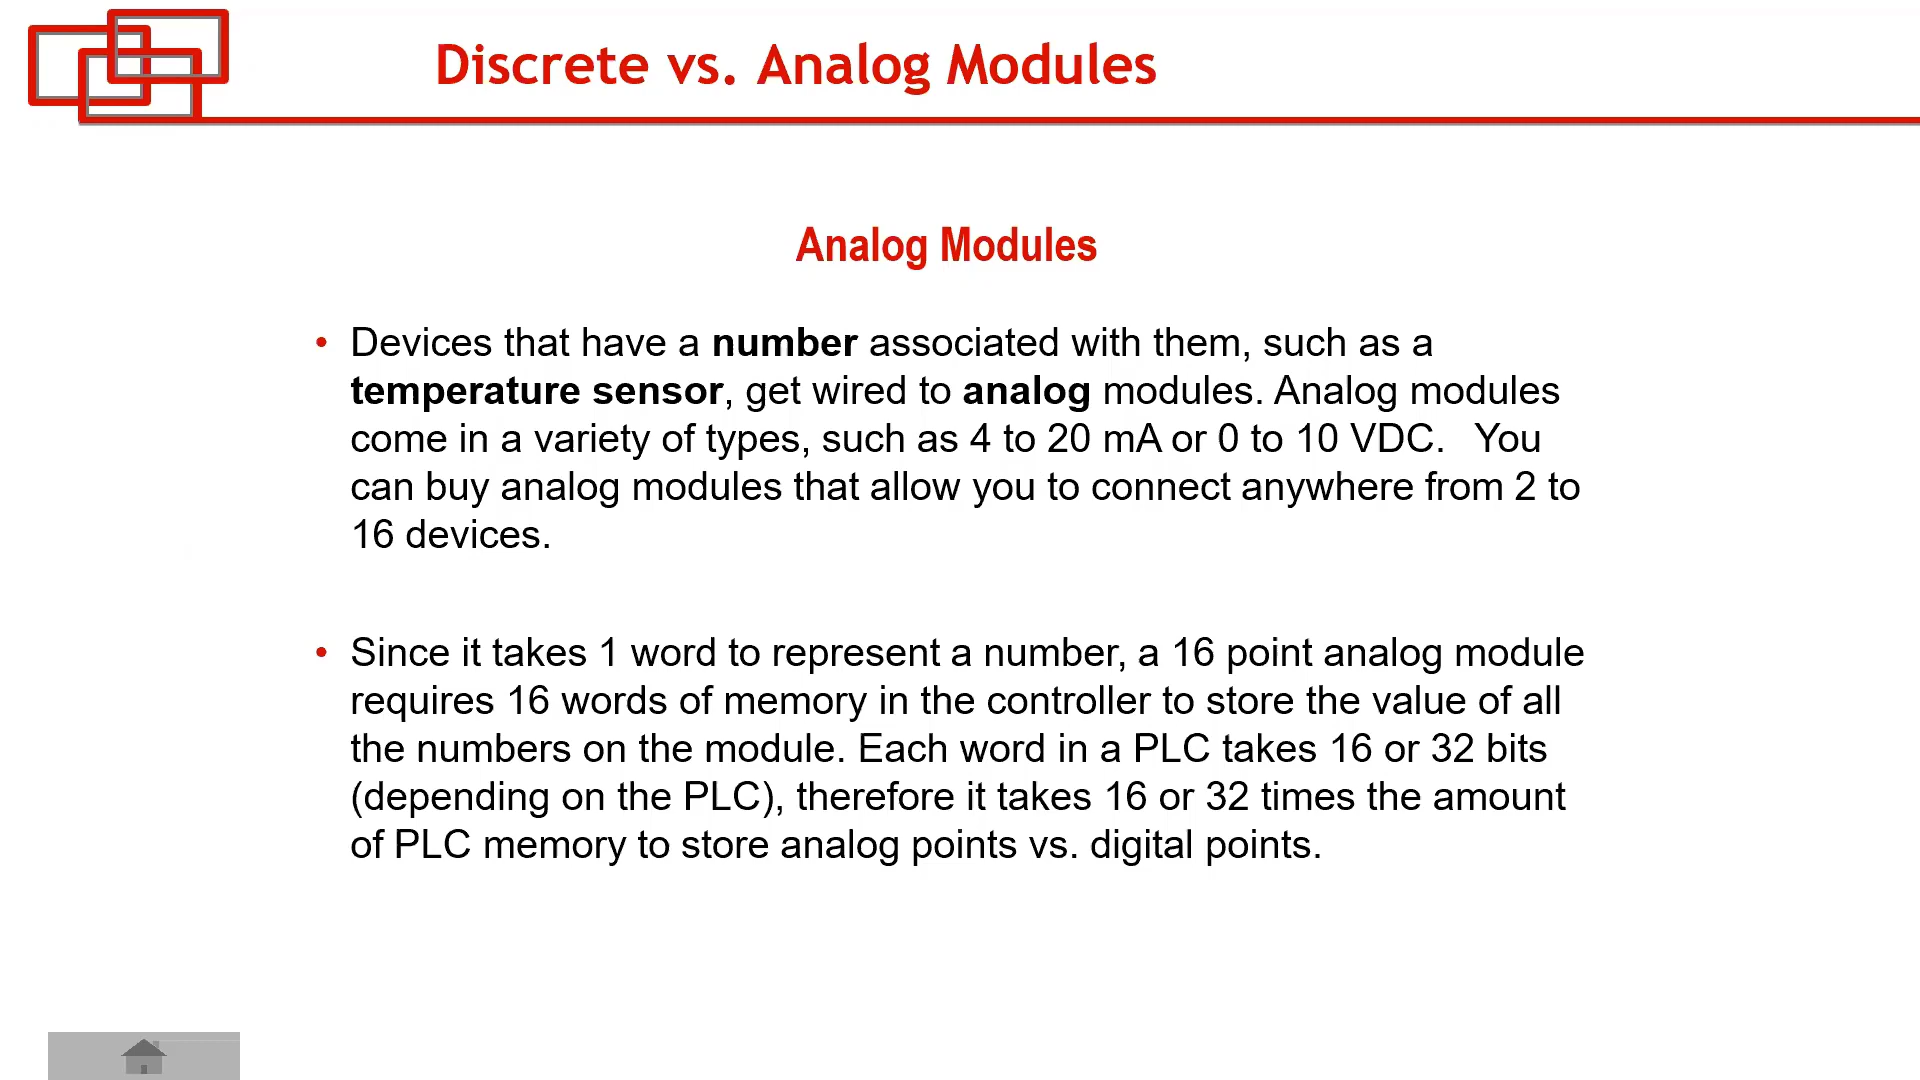 Discrete vs. Analog Modules
Analog Modules
• Devices that have a number associated with them, such as a
temperature sensor, get wired to analog modules. Analog modules
come in a variety of types, such as 4 to 20 mA or 0 to 10 VDC.   You
can buy analog modules that allow you to connect anywhere from 2 to
16 devices.
• Since it takes 1 word to represent a number, a 16 point analog module
requires 16 words of memory in the controller to store the value of all
the numbers on the module. Each word in a PLC takes 16 or 32 bits
(depending on the PLC), therefore it takes 16 or 32 times the amount
of PLC memory to store analog points vs. digital points.